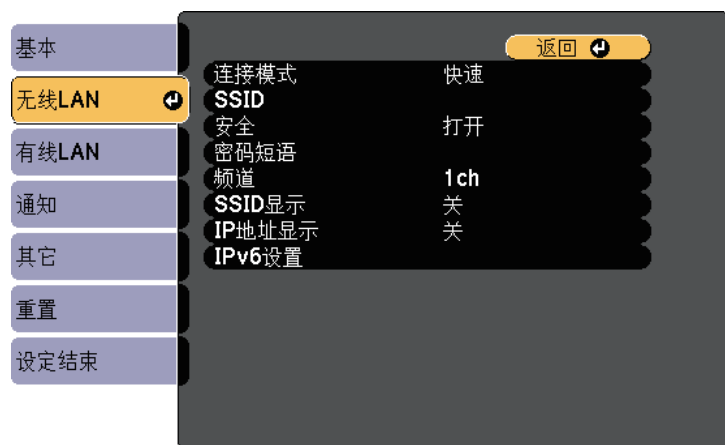 基本
无线LAN
有线LAN
通知
其它
重置
设定结束
返回
连接模式 快速
SSID
安全 打开
密码短语
频道 1ch
SSID显示 关
IP地址显示 关
IPv6设置